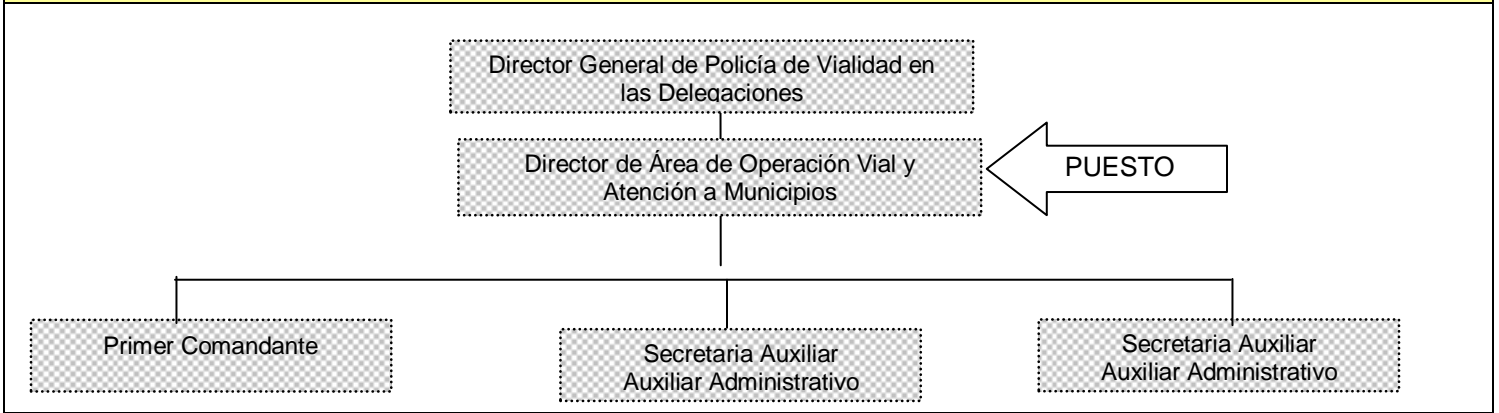 Director General de Policía de Vialidad en
las Delegaciones
Director de Área de Operación Vial y
Atención a Municipios
PUESTO
Primer Comandante
Secretaria Auxiliar
Auxiliar Administrativo
Secretaria Auxiliar
Auxiliar Administrativo